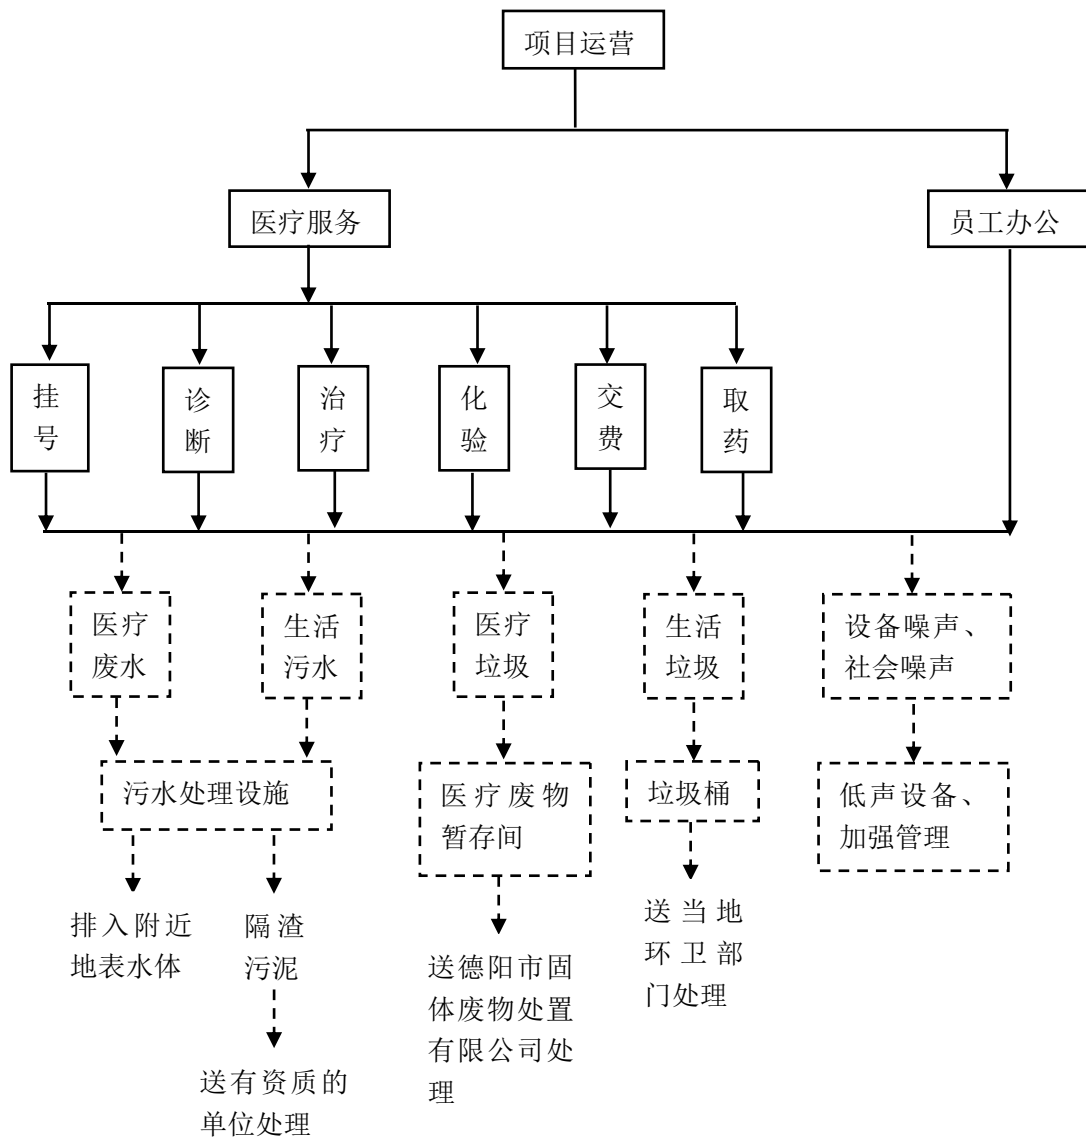 项目运营
医疗服务
员工办公
挂
号
诊
断
治
疗
化
验
交
费
取
药
医疗
废水
生活
污水
医疗
垃圾
生活
垃圾
设备噪声、
社会噪声
污水处理设施
医疗废物
暂存间
垃圾桶
低声设备、
加强管理
排入附近
地表水体
隔渣
污泥
送有资质的
单位处理
送德阳市固
体废物处置
有限公司处
理
送当地
环卫部
门处理